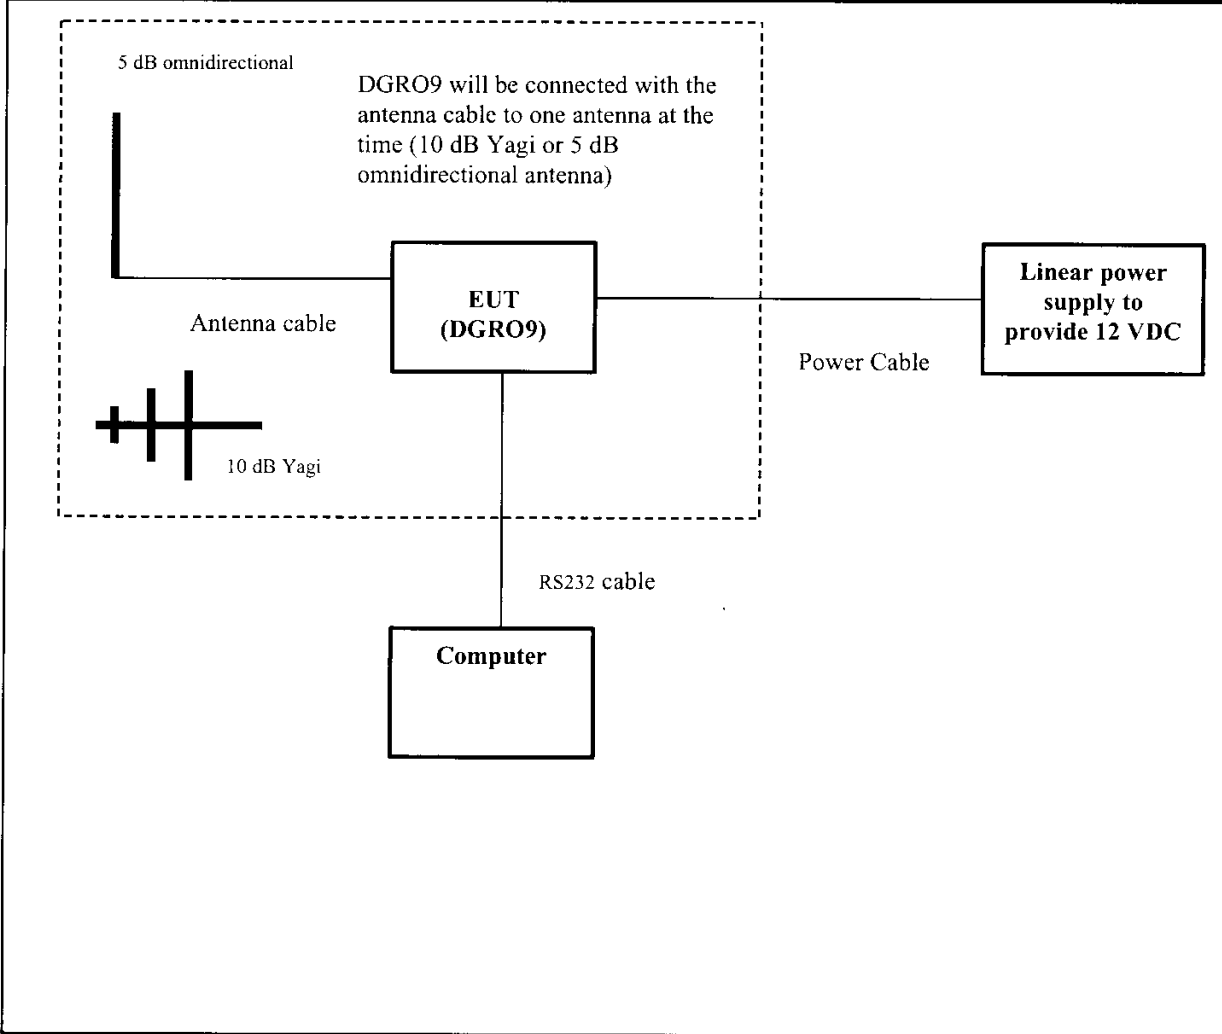 5 dB omnidirectional
DGRO9 will be connected with the
antenna cable to one antenna at the
time (10 dB Yagi or 5 dB
omnidirectional antenna)
EUT
(DGRO9)
Linear power
supply to
provide 12 VDC
Antenna cable
Power Cable
10 dB Yagi
RS232 cable
Computer